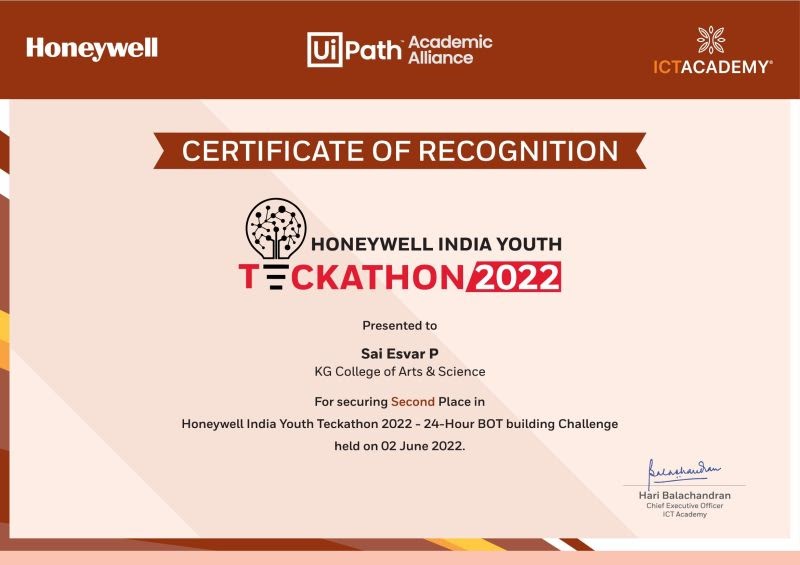 Honeywell
UiPath™ Academic
Alliance
ICTACADEMY®
CERTIFICATE OF RECOGNITION
HONEYWELL INDIA YOUTH
TECKATHON 2022
Presented to
Sai Esvar P
KG College of Arts & Science
For securing Second Place in
Honeywell India Youth Teckathon 2022 - 24-Hour BOT building Challenge
held on 02 June 2022.
Balachandran
Hari Balachandran
Chief Executive Officer
ICT Academy